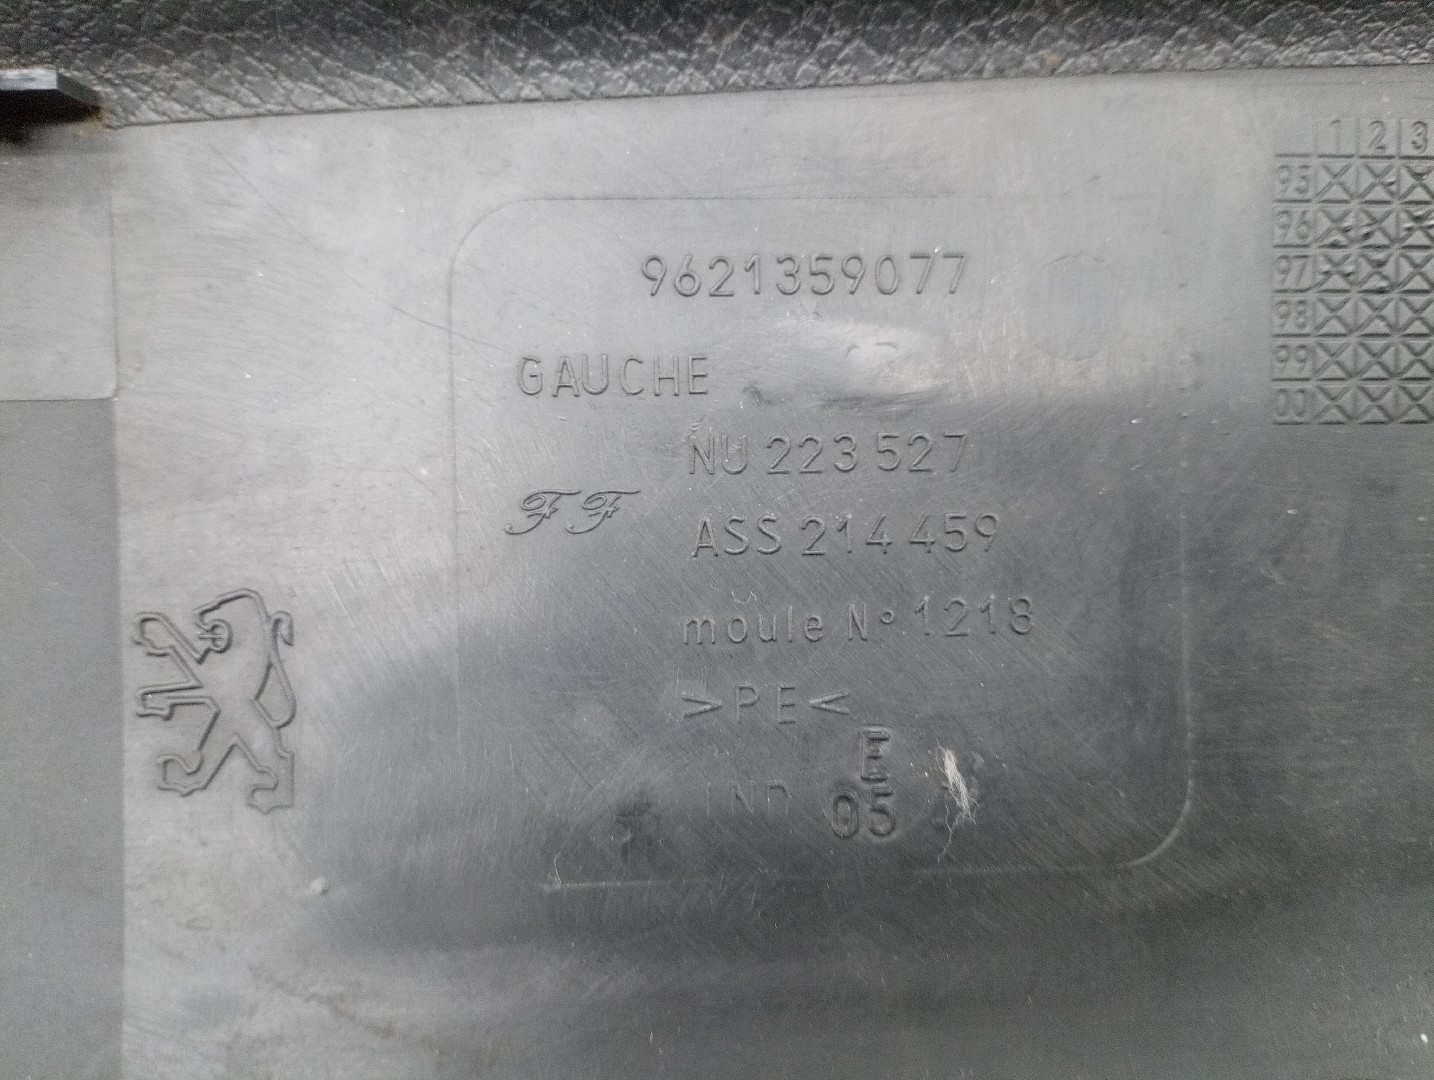 9621359077
GAUCHE
NU 223 527
FF
ASS 214 459
moule N° 1218
>PE<
E
IND 05
1 2 3
95
96
97
98
99
00